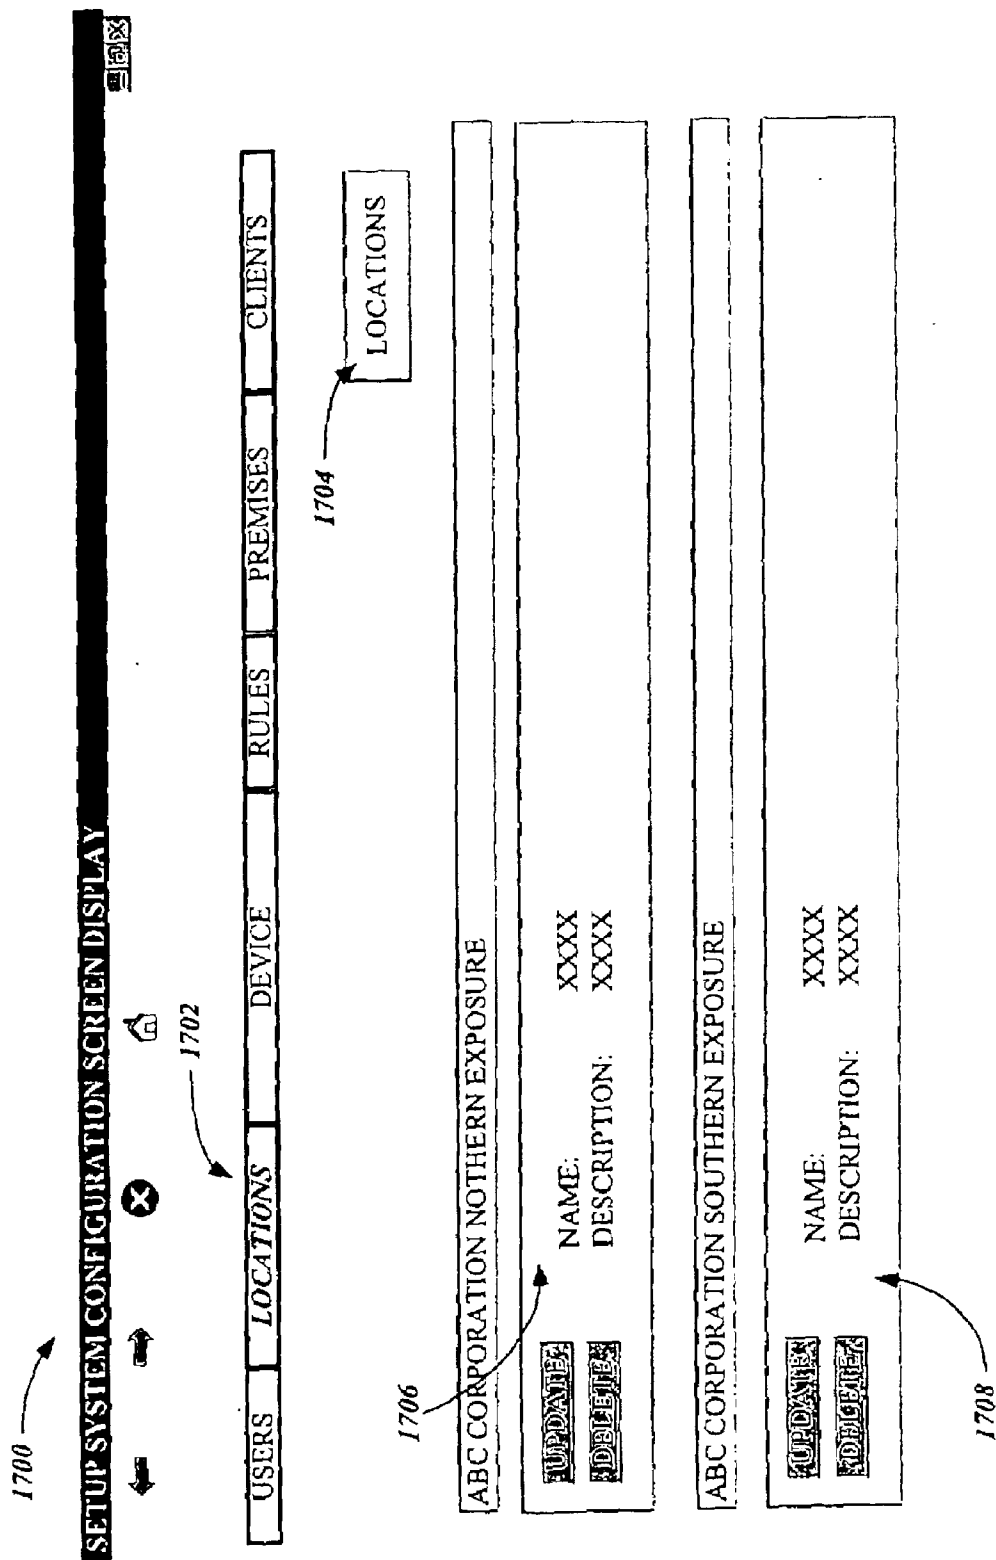 1700
SETUP SYSTEM CONFIGURATION SCREEN DISPLAY
1702
USERS LOCATIONS DEVICE RULES PREMISES CLIENTS
1704
LOCATIONS
ABC CORPORATION NOTHERN EXPOSURE
1706
UPDATE NAME: XXXX
DELETE DESCRIPTION: XXXX
ABC CORPORATION SOUTHERN EXPOSURE
UPDATE NAME: XXXX
DELETE DESCRIPTION: XXXX
1708